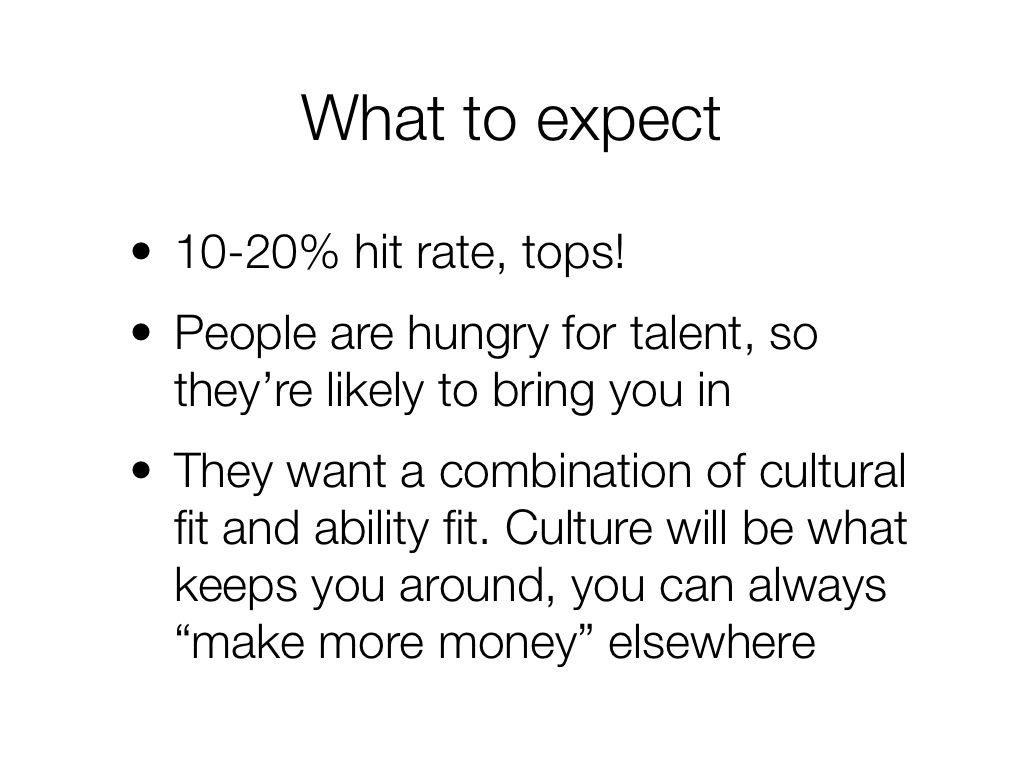 What to expect
• 10-20% hit rate, tops!
• People are hungry for talent, so
they’re likely to bring you in
• They want a combination of cultural
fit and ability fit. Culture will be what
keeps you around, you can always
“make more money” elsewhere